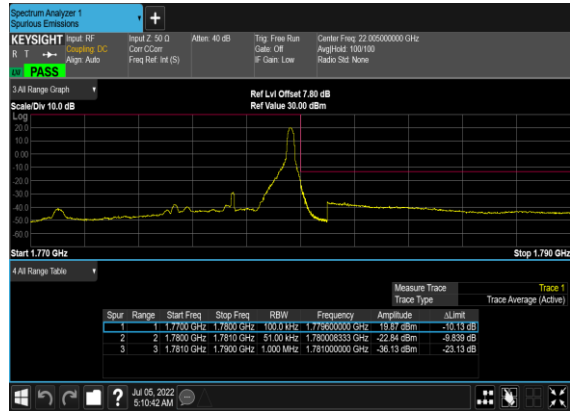 Spectrum Analyzer 1
Spurious Emissions
+
KEYSIGHT Input: RF Input Z: 50 Ω Atten: 40 dB Trig: Free Run Center Freq: 22.005000000 GHz
R T Coupling: DC Corr CCorr Gate: Off Avg|Hold: 100/100
Align: Auto Freq Ref: Int (S) IF Gain: Low Radio Std: None
PASS
3 All Range Graph
Ref Lvl Offset 7.80 dB
Scale/Div 10.0 dB Ref Value 30.00 dBm
Log
20.0
10.0
0.00
-10.0
-20.0
-30.0
-40.0
-50.0
-60.0
Start 1.770 GHz Stop 1.790 GHz
4 All Range Table
Measure Trace Trace 1
Trace Type Trace Average (Active)
Spur Range Start Freq Stop Freq RBW Frequency Amplitude ΔLimit
1 1 1.7700 GHz 1.7800 GHz 100.0 kHz 1.779600000 GHz 19.87 dBm -10.13 dB
2 2 1.7800 GHz 1.7810 GHz 51.00 kHz 1.780008333 GHz -22.84 dBm -9.839 dB
3 3 1.7810 GHz 1.7900 GHz 1.000 MHz 1.781000000 GHz -36.13 dBm -23.13 dB
? Jul 05, 2022
5:10:42 AM